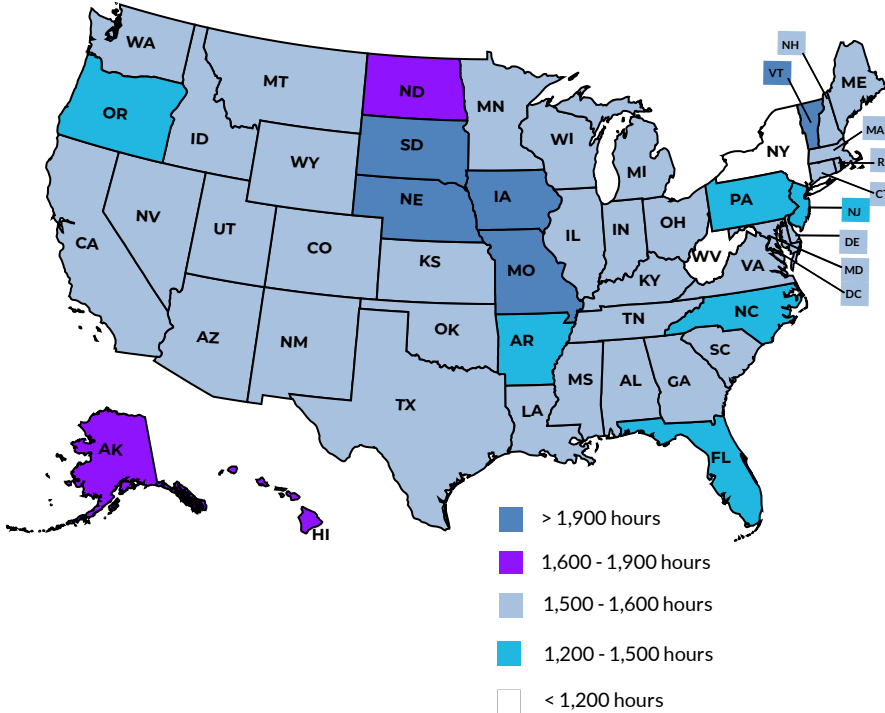 WA
NH
VT
ME
MT
ND
MN
OR
MA
ID
SD
WI
NY
R
WY
MI
C
NE
IA
PA
NJ
NV
UT
IL
IN
OH
DE
CA
CO
KS
MO
WV
VA
MD
KY
DC
NC
TN
AZ
NM
OK
AR
SC
MS
AL
GA
TX
LA
AK
FL
HI
> 1,900 hours
1,600 - 1,900 hours
1,500 - 1,600 hours
1,200 - 1,500 hours
< 1,200 hours